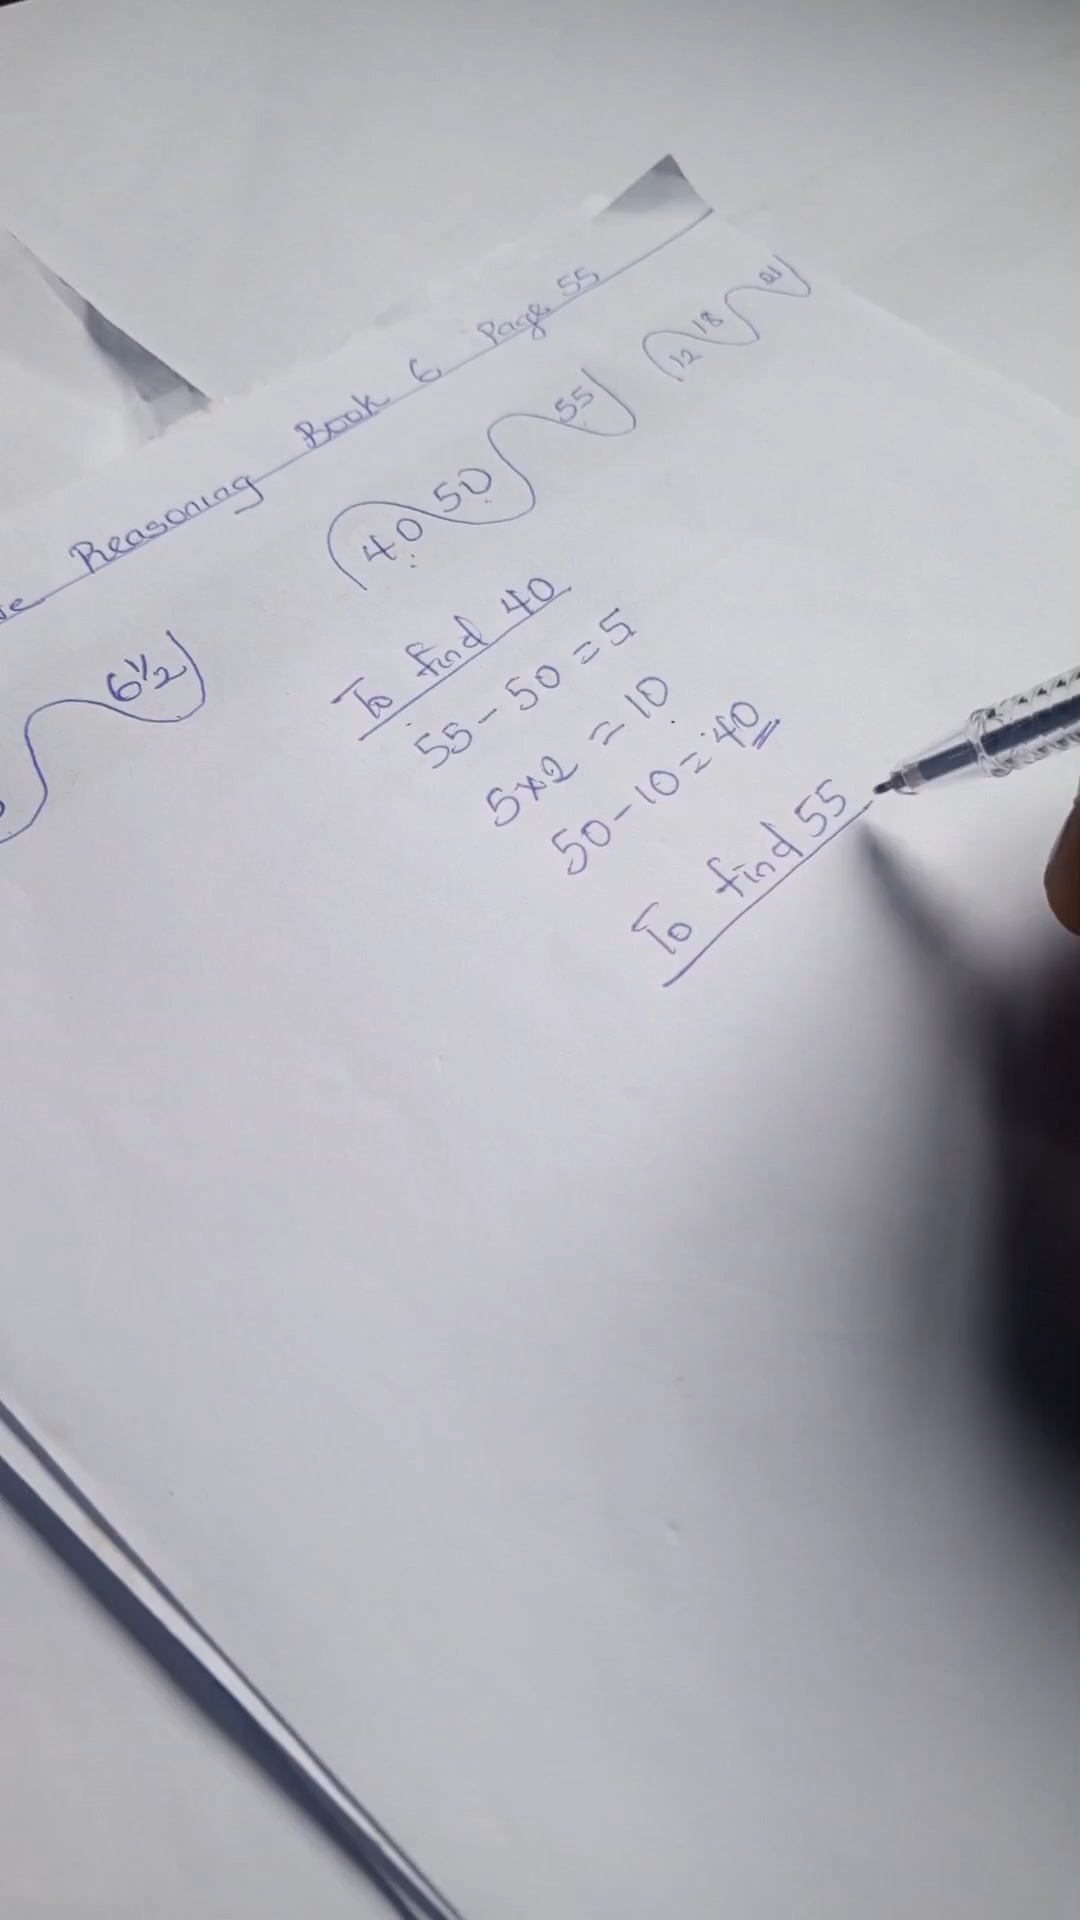 Reasoning Book 6 Page 55
6½
40 50 55
12 18 21
To find 40
55 - 50 = 5
5×2 = 10
50 - 10 = 40
To find 55